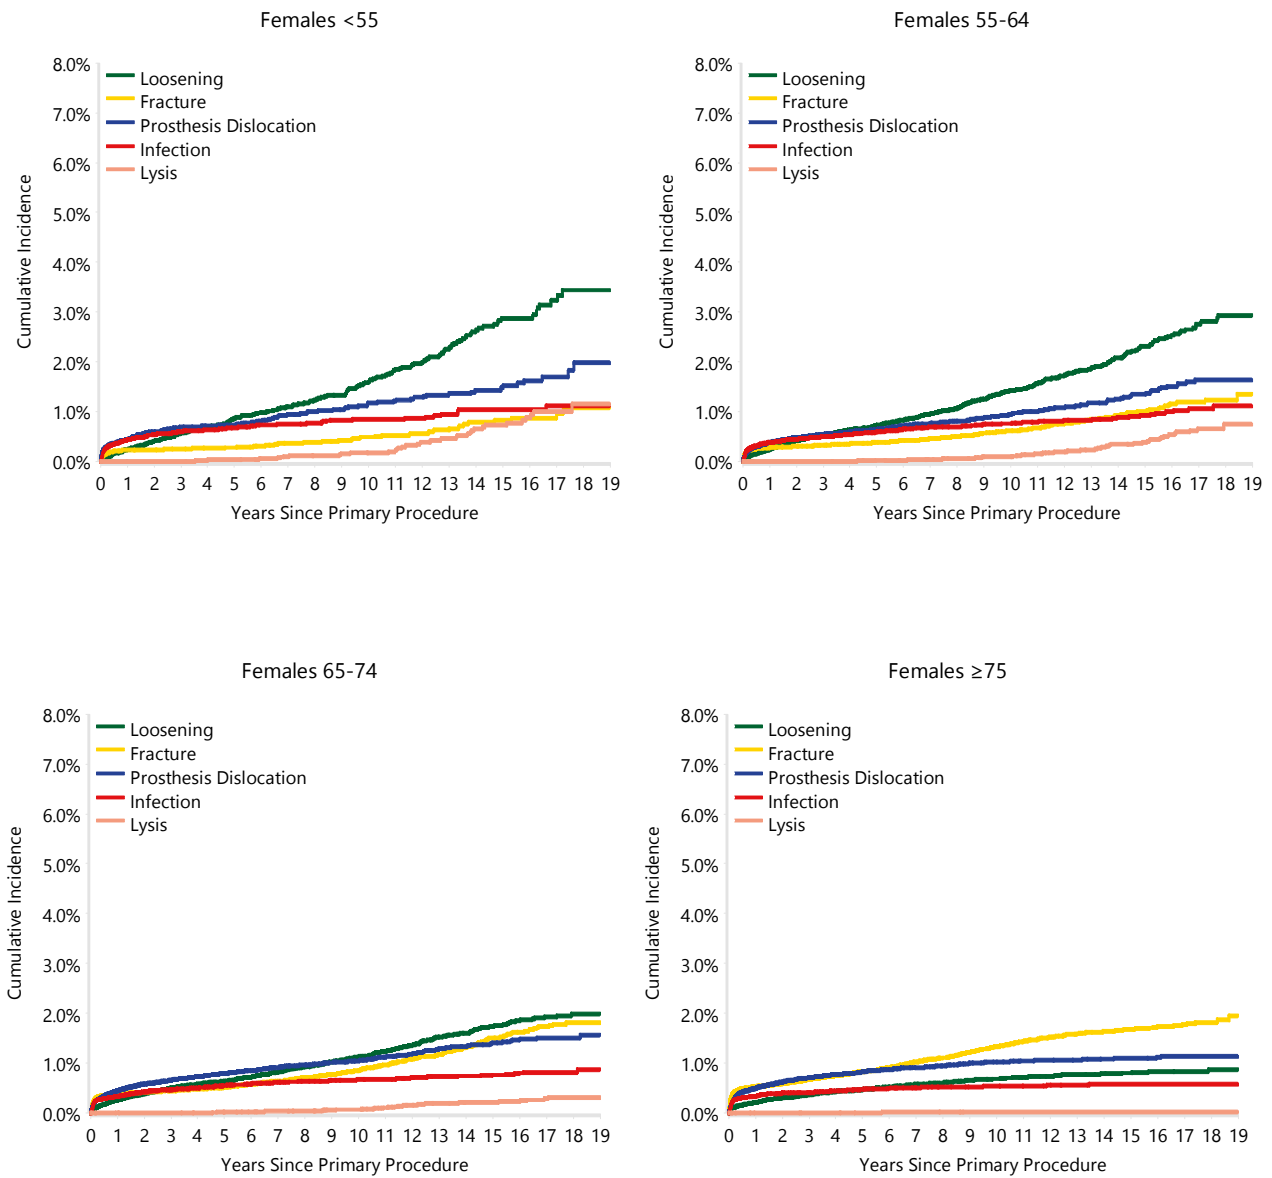 Females <55
8.0%
7.0%
6.0%
5.0%
4.0%
3.0%
2.0%
1.0%
0.0%
Cumulative Incidence
Loosening
Fracture
Prosthesis Dislocation
Infection
Lysis
0 1 2 3 4 5 6 7 8 9 10 11 12 13 14 15 16 17 18 19
Years Since Primary Procedure
Females 55-64
8.0%
7.0%
6.0%
5.0%
4.0%
3.0%
2.0%
1.0%
0.0%
Cumulative Incidence
Loosening
Fracture
Prosthesis Dislocation
Infection
Lysis
0 1 2 3 4 5 6 7 8 9 10 11 12 13 14 15 16 17 18 19
Years Since Primary Procedure
Females 65-74
8.0%
7.0%
6.0%
5.0%
4.0%
3.0%
2.0%
1.0%
0.0%
Cumulative Incidence
Loosening
Fracture
Prosthesis Dislocation
Infection
Lysis
0 1 2 3 4 5 6 7 8 9 10 11 12 13 14 15 16 17 18 19
Years Since Primary Procedure
Females ≥75
8.0%
7.0%
6.0%
5.0%
4.0%
3.0%
2.0%
1.0%
0.0%
Cumulative Incidence
Loosening
Fracture
Prosthesis Dislocation
Infection
Lysis
0 1 2 3 4 5 6 7 8 9 10 11 12 13 14 15 16 17 18 19
Years Since Primary Procedure